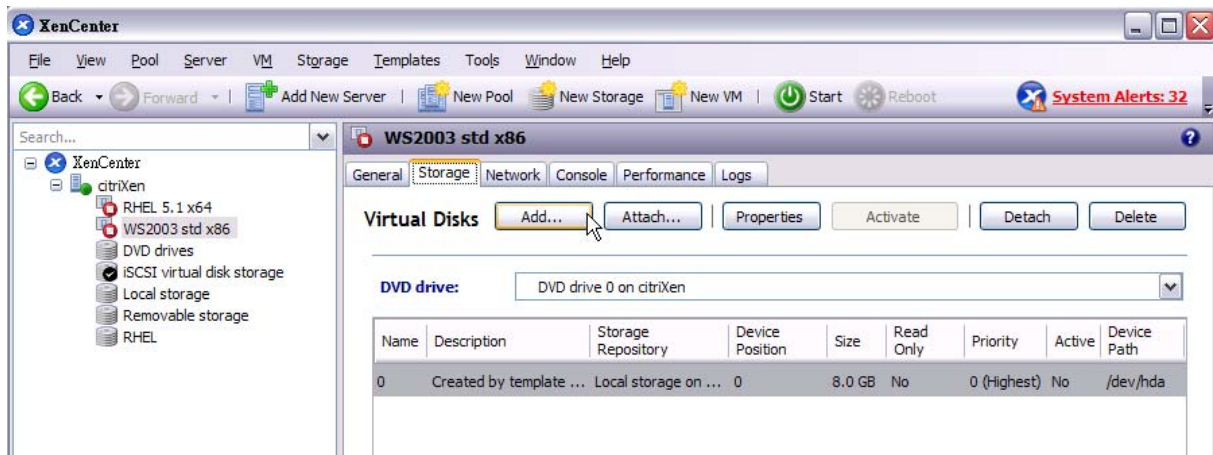 XenCenter
File View Pool Server VM Storage Templates Tools Window Help
Back Forward Add New Server New Pool New Storage New VM Start Reboot System Alerts: 32
Search...
XenCenter
citriXen
RHEL 5.1 x64
WS2003 std x86
DVD drives
iSCSI virtual disk storage
Local storage
Removable storage
RHEL
WS2003 std x86
General Storage Network Console Performance Logs
Virtual Disks Add... Attach... Properties Activate Detach Delete
DVD drive: DVD drive 0 on citriXen
Name Description Storage Repository Device Position Size Read Only Priority Active Device Path
0 Created by template ... Local storage on ... 0 8.0 GB No 0 (Highest) No /dev/hda